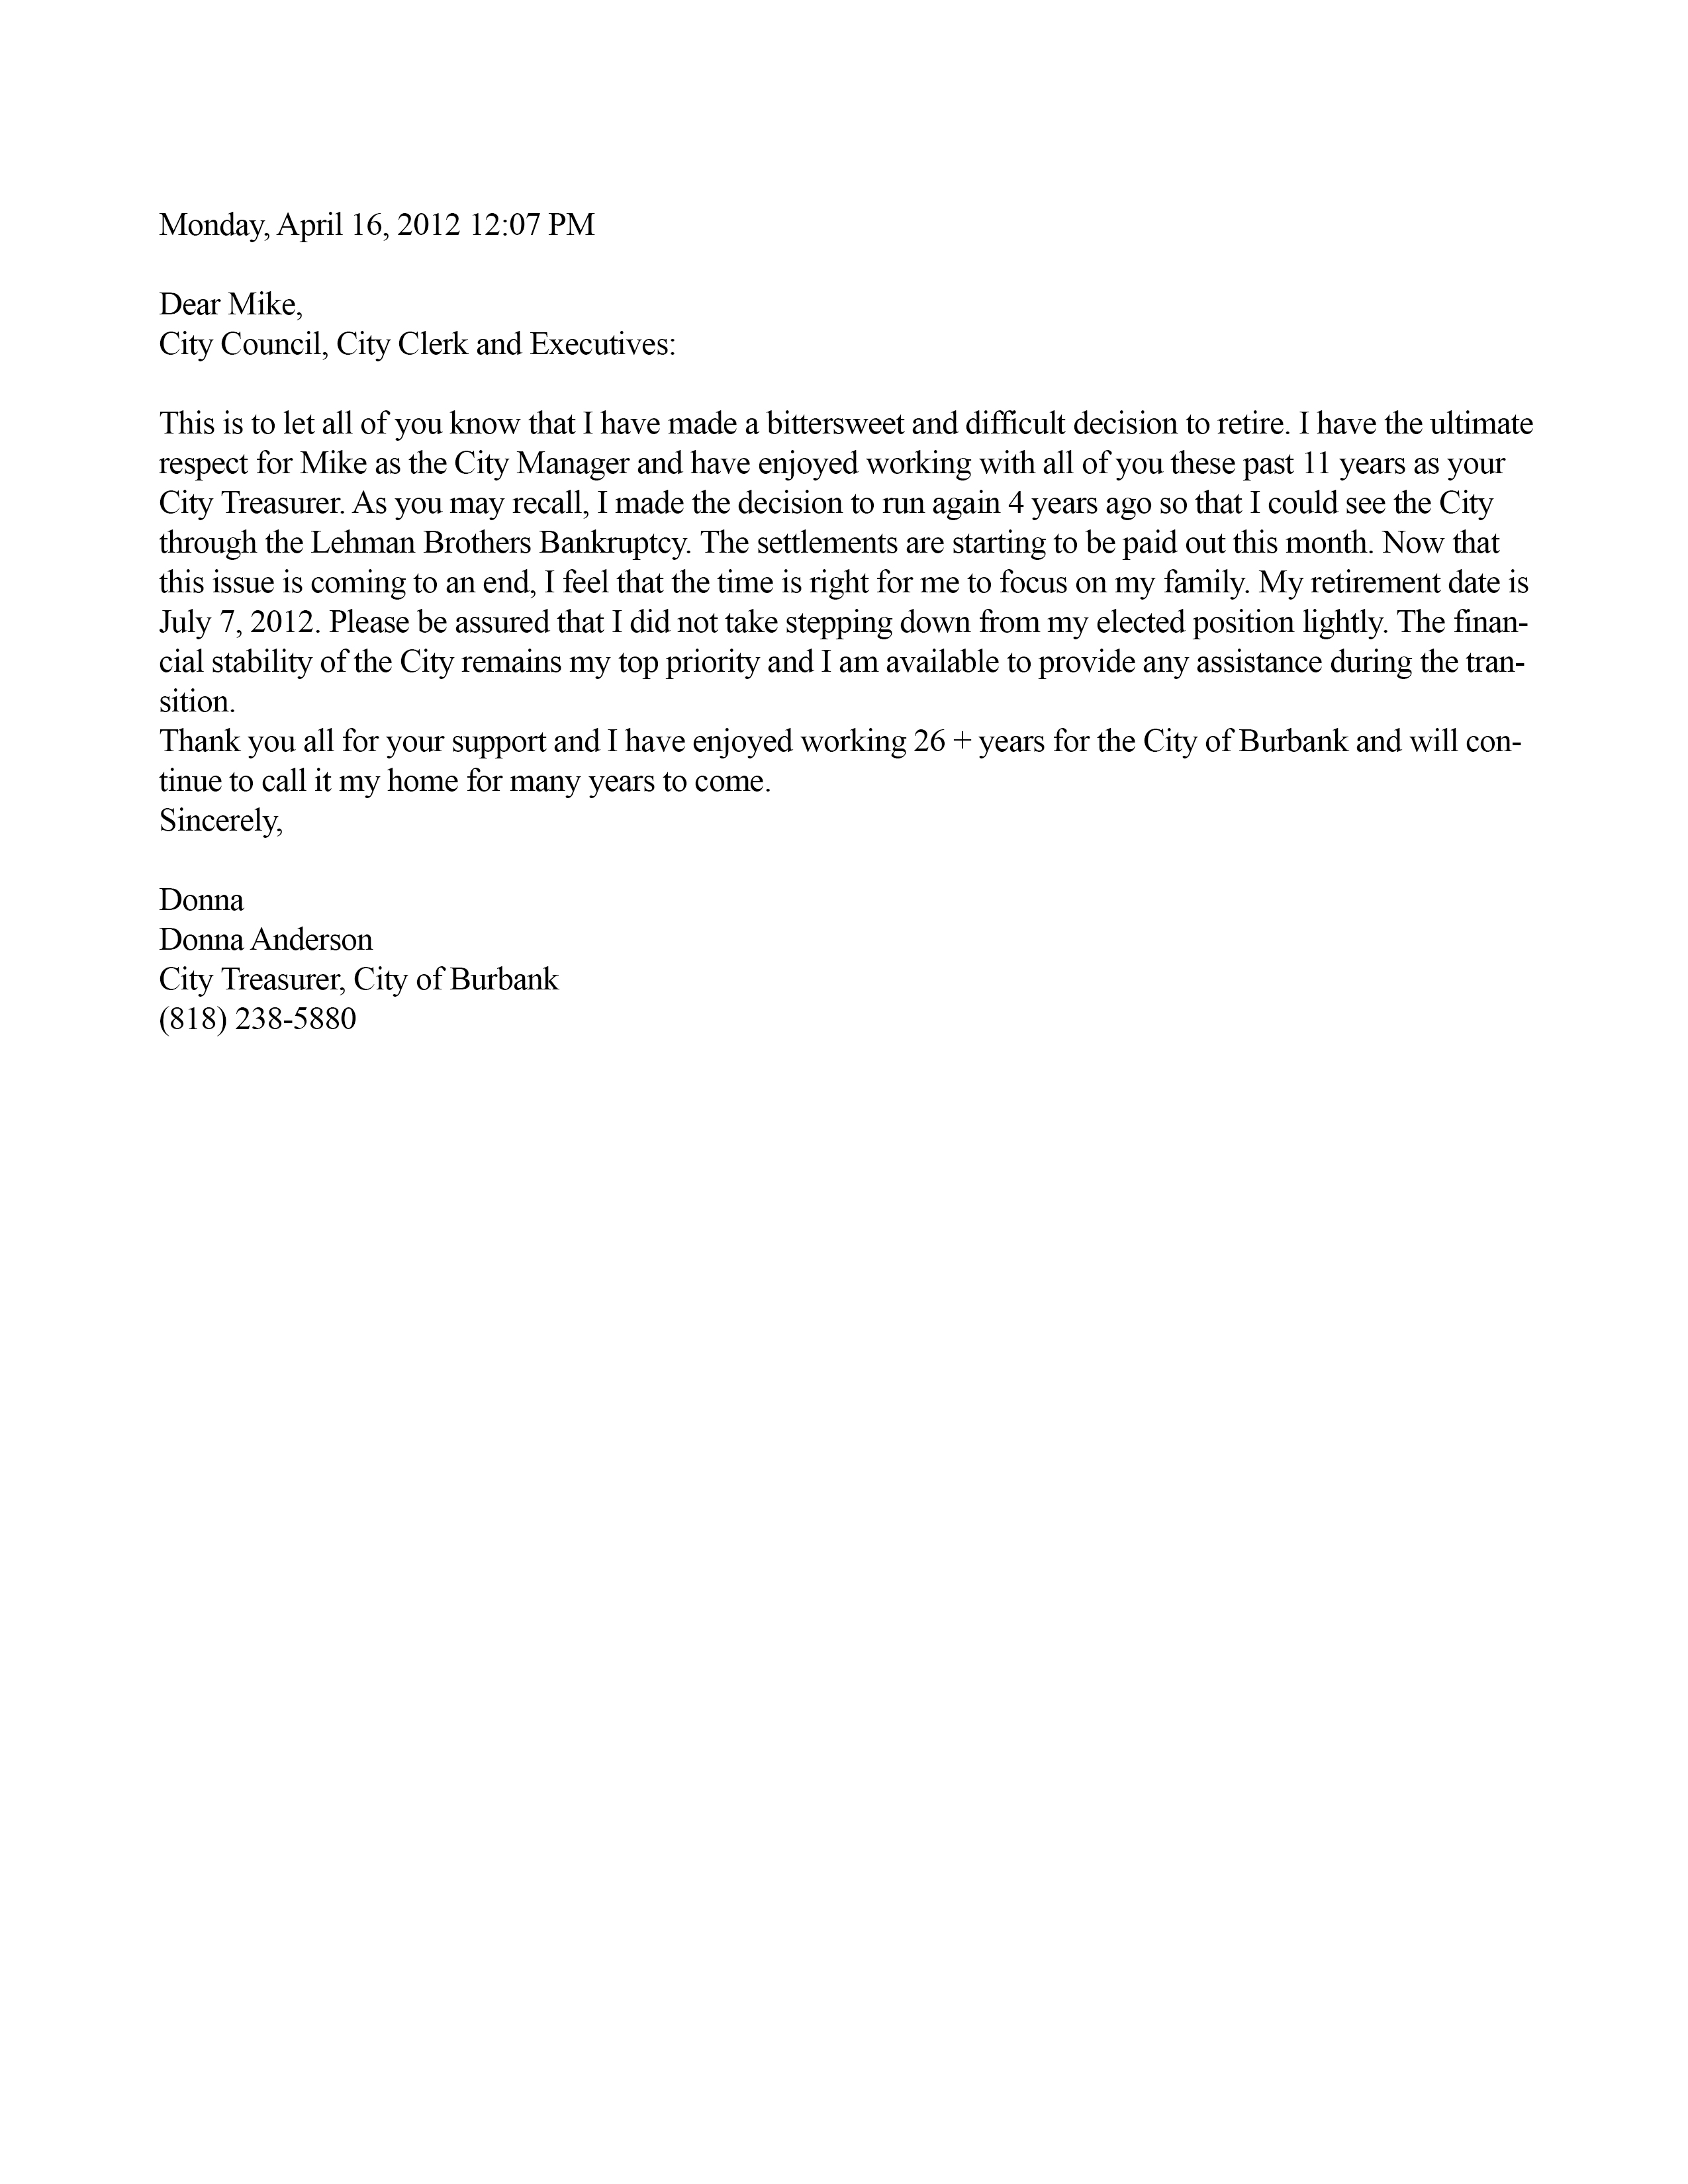 Monday, April 16, 2012 12:07 PM
Dear Mike,
City Council, City Clerk and Executives:
This is to let all of you know that I have made a bittersweet and difficult decision to retire. I have the ultimate
respect for Mike as the City Manager and have enjoyed working with all of you these past 11 years as your
City Treasurer. As you may recall, I made the decision to run again 4 years ago so that I could see the City
through the Lehman Brothers Bankruptcy. The settlements are starting to be paid out this month. Now that
this issue is coming to an end, I feel that the time is right for me to focus on my family. My retirement date is
July 7, 2012. Please be assured that I did not take stepping down from my elected position lightly. The finan-
cial stability of the City remains my top priority and I am available to provide any assistance during the tran-
sition.
Thank you all for your support and I have enjoyed working 26 + years for the City of Burbank and will con-
tinue to call it my home for many years to come.
Sincerely,
Donna
Donna Anderson
City Treasurer, City of Burbank
(818) 238-5880